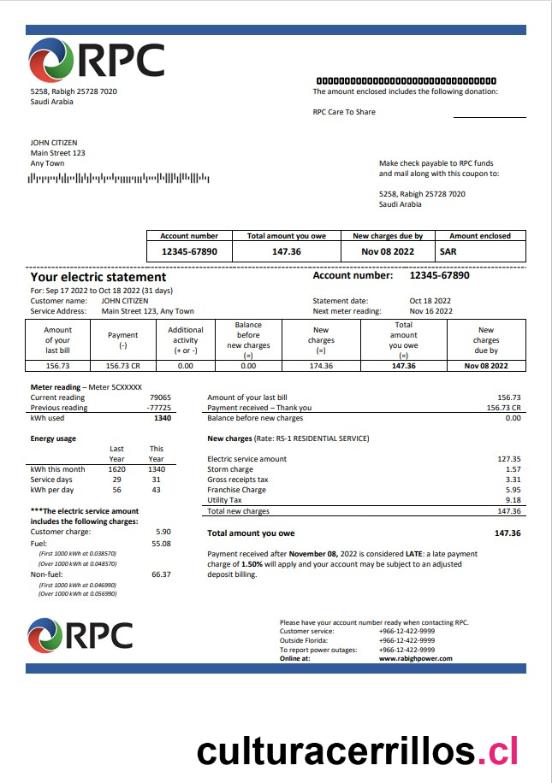 RPC
5258, Rabigh 25728 7020
Saudi Arabia
The amount enclosed includes the following donation:
RPC Care To Share
JOHN CITIZEN
Main Street 123
Any Town
Make check payable to RPC funds
and mail along with this coupon to:
5258, Rabigh 25728 7020
Saudi Arabia
Account number Total amount you owe New charges due by Amount enclosed
12345-67890 147.36 Nov 08 2022 SAR
Your electric statement Account number: 12345-67890
For: Sep 17 2022 to Oct 18 2022 (31 days)
Customer name: JOHN CITIZEN Statement date: Oct 18 2022
Service Address: Main Street 123, Any Town Next meter reading: Nov 16 2022
Amount of your last bill Payment (-) Additional activity (+ or -) Balance before new charges (=) New charges (=) Total amount you owe (=) New charges due by
156.73 156.73 CR 0.00 0.00 174.36 147.36 Nov 08 2022
Meter reading – Meter 5CXXXXX
Current reading 79065
Previous reading -77725
kWh used 1340
Amount of your last bill 156.73
Payment received – Thank you 156.73 CR
Balance before new charges 0.00
Energy usage
Last Year This Year
kWh this month 1620 1340
Service days 29 31
kWh per day 56 43
New charges (Rate: RS-1 RESIDENTIAL SERVICE)
Electric service amount 127.35
Storm charge 1.57
Gross receipts tax 3.31
Franchise Charge 5.95
Utility Tax 9.18
Total new charges 147.36
***The electric service amount
includes the following charges:
Customer charge: 5.90
Fuel: 55.08
(First 1000 kWh at 0.038570)
(Over 1000 kWh at 0.048570)
Non-fuel: 66.37
(First 1000 kWh at 0.046990)
(Over 1000 kWh at 0.056990)
Total amount you owe 147.36
Payment received after November 08, 2022 is considered LATE: a late payment
charge of 1.50% will apply and your account may be subject to an adjusted
deposit billing.
RPC
Please have your account number ready when contacting RPC.
Customer service: +966-12-422-9999
Outside Florida: +966-12-422-9999
To report power outages: +966-12-422-9999
Online at: www.rabighpower.com
culturacerrillos.cl